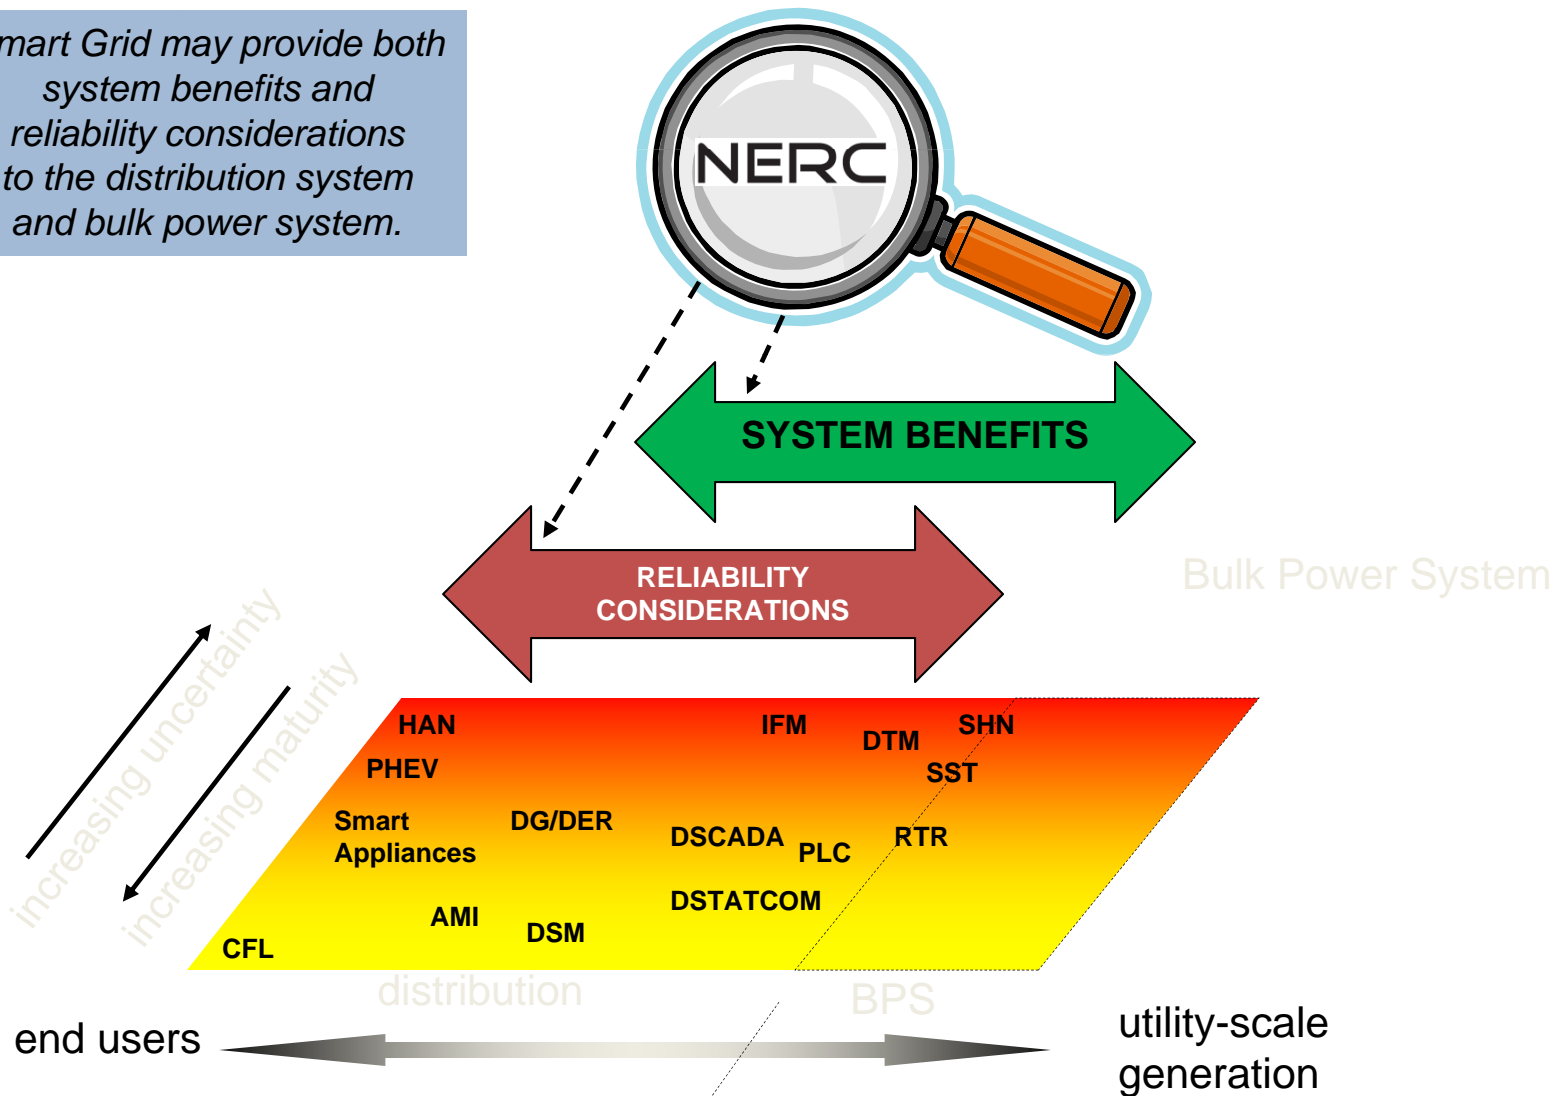 mart Grid may provide both
system benefits and
reliability considerations
to the distribution system
and bulk power system.
NERC
SYSTEM BENEFITS
RELIABILITY
CONSIDERATIONS
Bulk Power System
increasing uncertainty
increasing maturity
HAN
IFM
DTM
SHN
PHEV
SST
Smart
Appliances
DG/DER
DSCADA
PLC
RTR
AMI
DSM
DSTATCOM
CFL
distribution
BPS
end users
utility-scale
generation